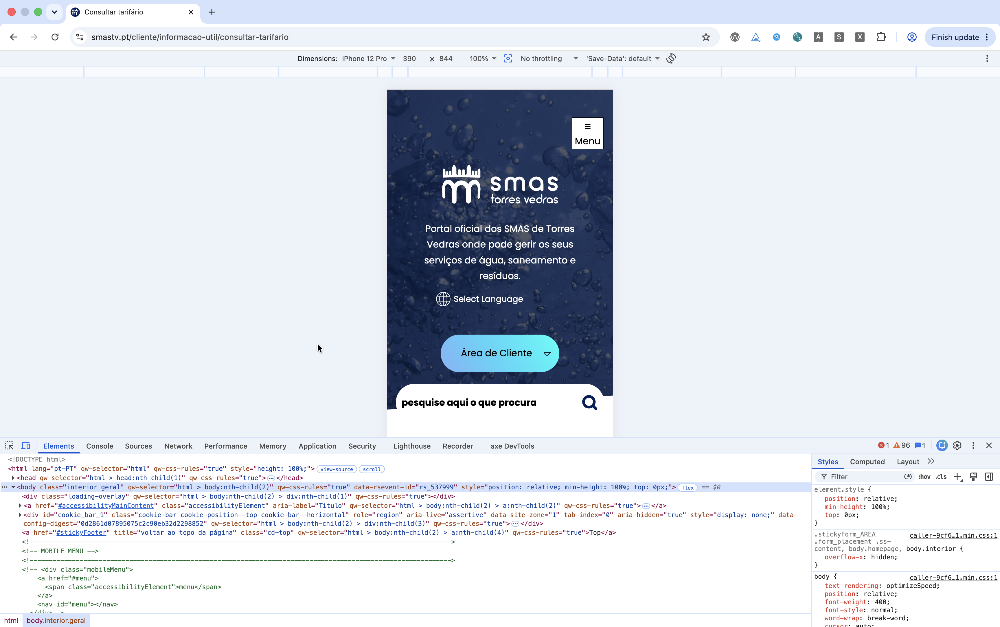 Consultar tarifário
smastv.pt/cliente/informacao-util/consultar-tarifario
A
S
X
Finish update
Dimensions: iPhone 12 Pro 390 × 844 100% No throttling 'Save-Data': default
Menu
smas
torres vedras
Portal oficial dos SMAS de Torres
Vedras onde pode gerir os seus
serviços de água, saneamento e
resíduos.
Select Language
Área de Cliente
pesquise aqui o que procura
Elements Console Sources Network Performance Memory Application Security Lighthouse Recorder axe DevTools
1 96 1
<!DOCTYPE html>
<html lang="pt-PT" qw-selector="html" qw-css-rules="true" style="height: 100%;"> view-source scroll
<head qw-selector="html > head:nth-child(1)" qw-css-rules="true">…</head>
<body class="interior geral" qw-selector="html > body:nth-child(2)" qw-css-rules="true" data-rsevent-id="rs_537999" style="position: relative; min-height: 100%; top: 0px;"> flex == $0
<div class="loading-overlay" qw-selector="html > body:nth-child(2) > div:nth-child(1)" qw-css-rules="true"></div>
<a href="#accessibilityMainContent" class="accessibilityElement" aria-label="Título" qw-selector="html > body:nth-child(2) > a:nth-child(2)" qw-css-rules="true">…</a>
<div id="cookie_bar_1" class="cookie-bar cookie-position--top cookie-bar--horizontal" role="region" aria-live="assertive" data-site-zone="1" tab-index="0" aria-hidden="true" style="display: none;" data-
config-digest="0d2861d07895075c2c90eb32d2298852" qw-selector="html > body:nth-child(2) > div:nth-child(3)" qw-css-rules="true">…</div>
<a href="#stickyFooter" title="voltar ao topo da página" class="cd-top" qw-selector="html > body:nth-child(2) > a:nth-child(4)" qw-css-rules="true">Top</a>
<!-------------------------------------------------------------------------------------------------------------->
<!-- MOBILE MENU -->
<!-------------------------------------------------------------------------------------------------------------->
<!-- <div class="mobileMenu">
<a href="#menu">
<span class="accessibilityElement">menu</span>
</a>
<nav id="menu"></nav>
</div>-->
html body.interior.geral
Styles Computed Layout
Filter :hov .cls
element.style {
position: relative;
min-height: 100%;
top: 0px;
}
.stickyForm_AREA caller-9cf6…1.min.css:1
.form_placement .ss-
content, body.homepage, body.interior {
overflow-x: hidden;
}
body { caller-9cf6…1.min.css:1
text-rendering: optimizeSpeed;
position: relative;
font-weight: 400;
font-style: normal;
word-wrap: break-word;
cursor: auto;